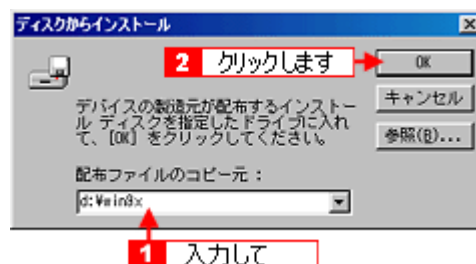 ディスクからインストール
2 クリックします
OK
デバイスの製造元が配布するインストー
ル ディスクを指定したドライブに入れ
て、[OK] をクリックしてください。
キャンセル
参照(R)...
配布ファイルのコピー元：
d:¥win9x
1 入力して